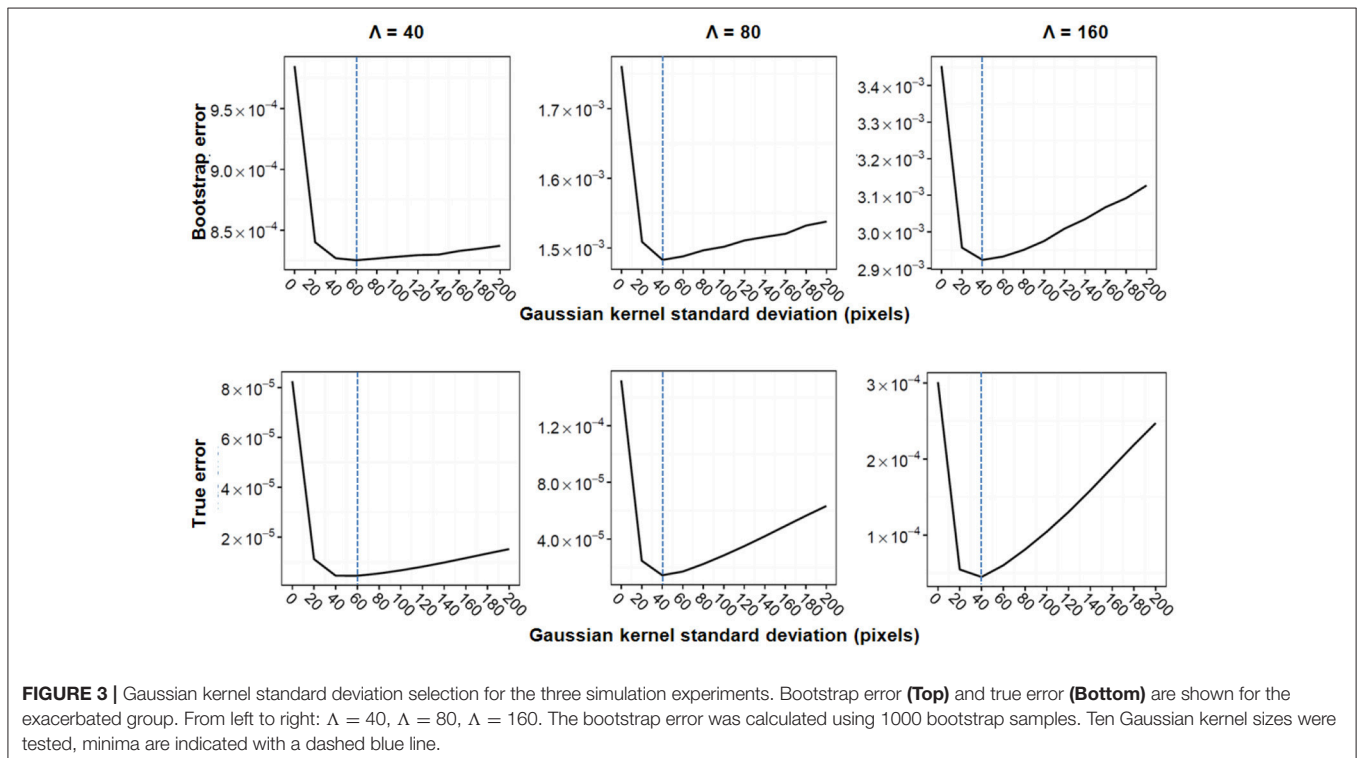 Λ = 40
Λ = 80
Λ = 160
Bootstrap error
9.5 × 10⁻⁴
9.0 × 10⁻⁴
8.5 × 10⁻⁴
0 20 40 60 80 100 120 140 160 180 200
1.7 × 10⁻³
1.6 × 10⁻³
1.5 × 10⁻³
0 20 40 60 80 100 120 140 160 180 200
3.4 × 10⁻³
3.3 × 10⁻³
3.2 × 10⁻³
3.1 × 10⁻³
3.0 × 10⁻³
2.9 × 10⁻³
0 20 40 60 80 100 120 140 160 180 200
Gaussian kernel standard deviation (pixels)
True error
8 × 10⁻⁵
6 × 10⁻⁵
4 × 10⁻⁵
2 × 10⁻⁵
0 20 40 60 80 100 120 140 160 180 200
1.2 × 10⁻⁴
8.0 × 10⁻⁵
4.0 × 10⁻⁵
0 20 40 60 80 100 120 140 160 180 200
3 × 10⁻⁴
2 × 10⁻⁴
1 × 10⁻⁴
0 20 40 60 80 100 120 140 160 180 200
Gaussian kernel standard deviation (pixels)
FIGURE 3 | Gaussian kernel standard deviation selection for the three simulation experiments. Bootstrap error (Top) and true error (Bottom) are shown for the
exacerbated group. From left to right: Λ = 40, Λ = 80, Λ = 160. The bootstrap error was calculated using 1000 bootstrap samples. Ten Gaussian kernel sizes were
tested, minima are indicated with a dashed blue line.